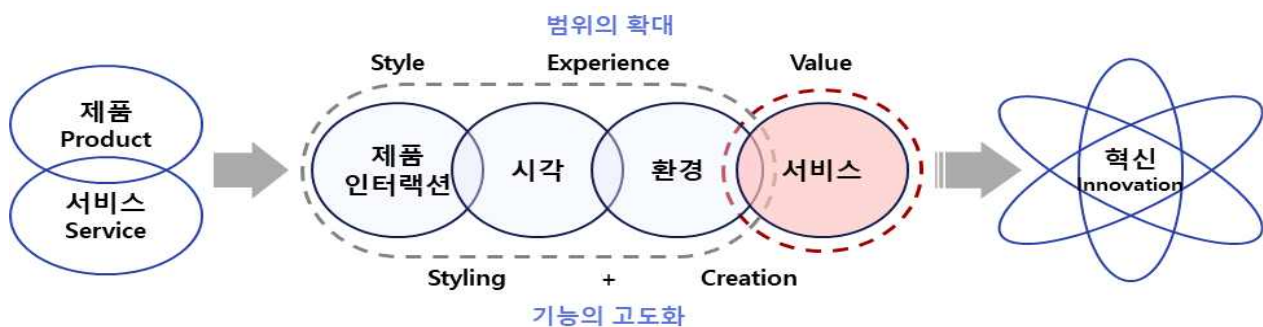 범위의 확대
Style Experience Value
제품
Product
서비스
Service
제품
인터랙션
시각
환경
서비스
혁신
Innovation
Styling + Creation
기능의 고도화